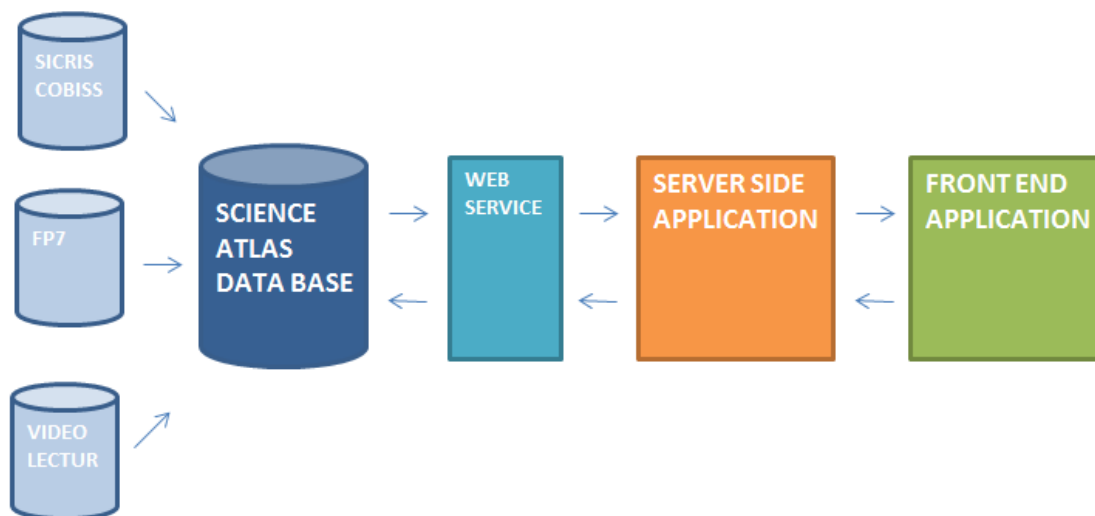 SICRIS
COBISS
FP7
VIDEO
LECTUR
SCIENCE
ATLAS
DATA BASE
WEB
SERVICE
SERVER SIDE
APPLICATION
FRONT END
APPLICATION